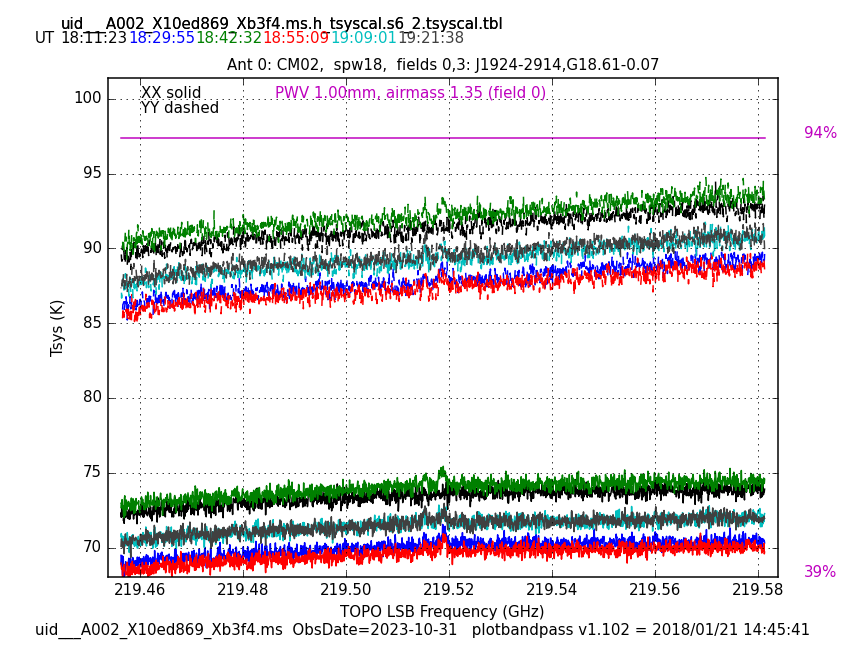 uid___A002_X10ed869_Xb3f4.ms.h_tsyscal.s6_2.tsyscal.tbl
UT 18:11:23 18:29:55 18:42:32 18:55:09 19:09:01 19:21:38
Ant 0: CM02,  spw18,  fields 0,3: J1924-2914,G18.61-0.07
XX solid
PWV 1.00mm, airmass 1.35 (field 0)
YY dashed
100
94%
95
90
85
Tsys (K)
80
75
70
39%
219.46 219.48 219.50 219.52 219.54 219.56 219.58
TOPO LSB Frequency (GHz)
uid___A002_X10ed869_Xb3f4.ms  ObsDate=2023-10-31   plotbandpass v1.102 = 2018/01/21 14:45:41